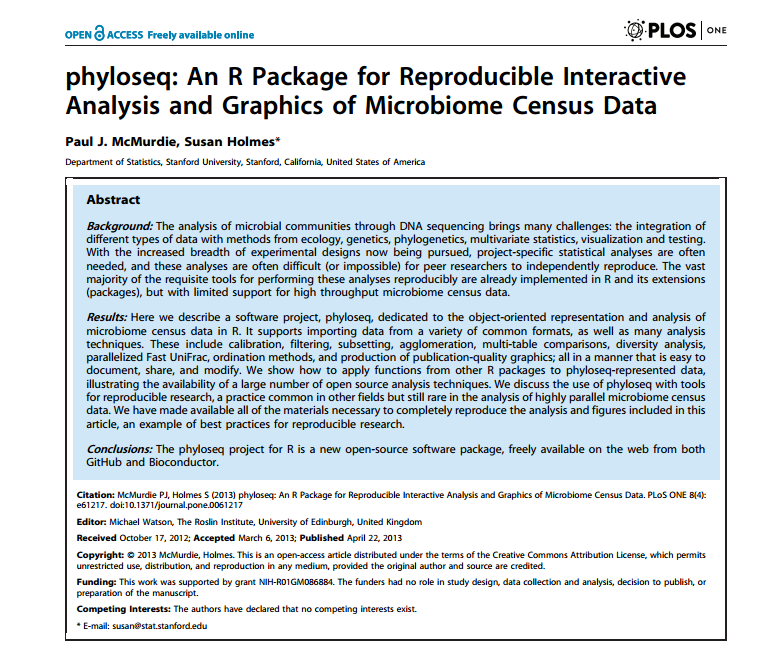 OPEN ACCESS Freely available online
PLOS ONE
phyloseq: An R Package for Reproducible Interactive
Analysis and Graphics of Microbiome Census Data
Paul J. McMurdie, Susan Holmes*
Department of Statistics, Stanford University, Stanford, California, United States of America
Abstract
Background: The analysis of microbial communities through DNA sequencing brings many challenges: the integration of
different types of data with methods from ecology, genetics, phylogenetics, multivariate statistics, visualization and testing.
With the increased breadth of experimental designs now being pursued, project-specific statistical analyses are often
needed, and these analyses are often difficult (or impossible) for peer researchers to independently reproduce. The vast
majority of the requisite tools for performing these analyses reproducibly are already implemented in R and its extensions
(packages), but with limited support for high throughput microbiome census data.
Results: Here we describe a software project, phyloseq, dedicated to the object-oriented representation and analysis of
microbiome census data in R. It supports importing data from a variety of common formats, as well as many analysis
techniques. These include calibration, filtering, subsetting, agglomeration, multi-table comparisons, diversity analysis,
parallelized Fast UniFrac, ordination methods, and production of publication-quality graphics; all in a manner that is easy to
document, share, and modify. We show how to apply functions from other R packages to phyloseq-represented data,
illustrating the availability of a large number of open source analysis techniques. We discuss the use of phyloseq with tools
for reproducible research, a practice common in other fields but still rare in the analysis of highly parallel microbiome census
data. We have made available all of the materials necessary to completely reproduce the analysis and figures included in this
article, an example of best practices for reproducible research.
Conclusions: The phyloseq project for R is a new open-source software package, freely available on the web from both
GitHub and Bioconductor.
Citation: McMurdie PJ, Holmes S (2013) phyloseq: An R Package for Reproducible Interactive Analysis and Graphics of Microbiome Census Data. PLoS ONE 8(4):
e61217. doi:10.1371/journal.pone.0061217
Editor: Michael Watson, The Roslin Institute, University of Edinburgh, United Kingdom
Received October 17, 2012; Accepted March 6, 2013; Published April 22, 2013
Copyright: © 2013 McMurdie, Holmes. This is an open-access article distributed under the terms of the Creative Commons Attribution License, which permits
unrestricted use, distribution, and reproduction in any medium, provided the original author and source are credited.
Funding: This work was supported by grant NIH-R01GM086884. The funders had no role in study design, data collection and analysis, decision to publish, or
preparation of the manuscript.
Competing Interests: The authors have declared that no competing interests exist.
* E-mail: susan@stat.stanford.edu